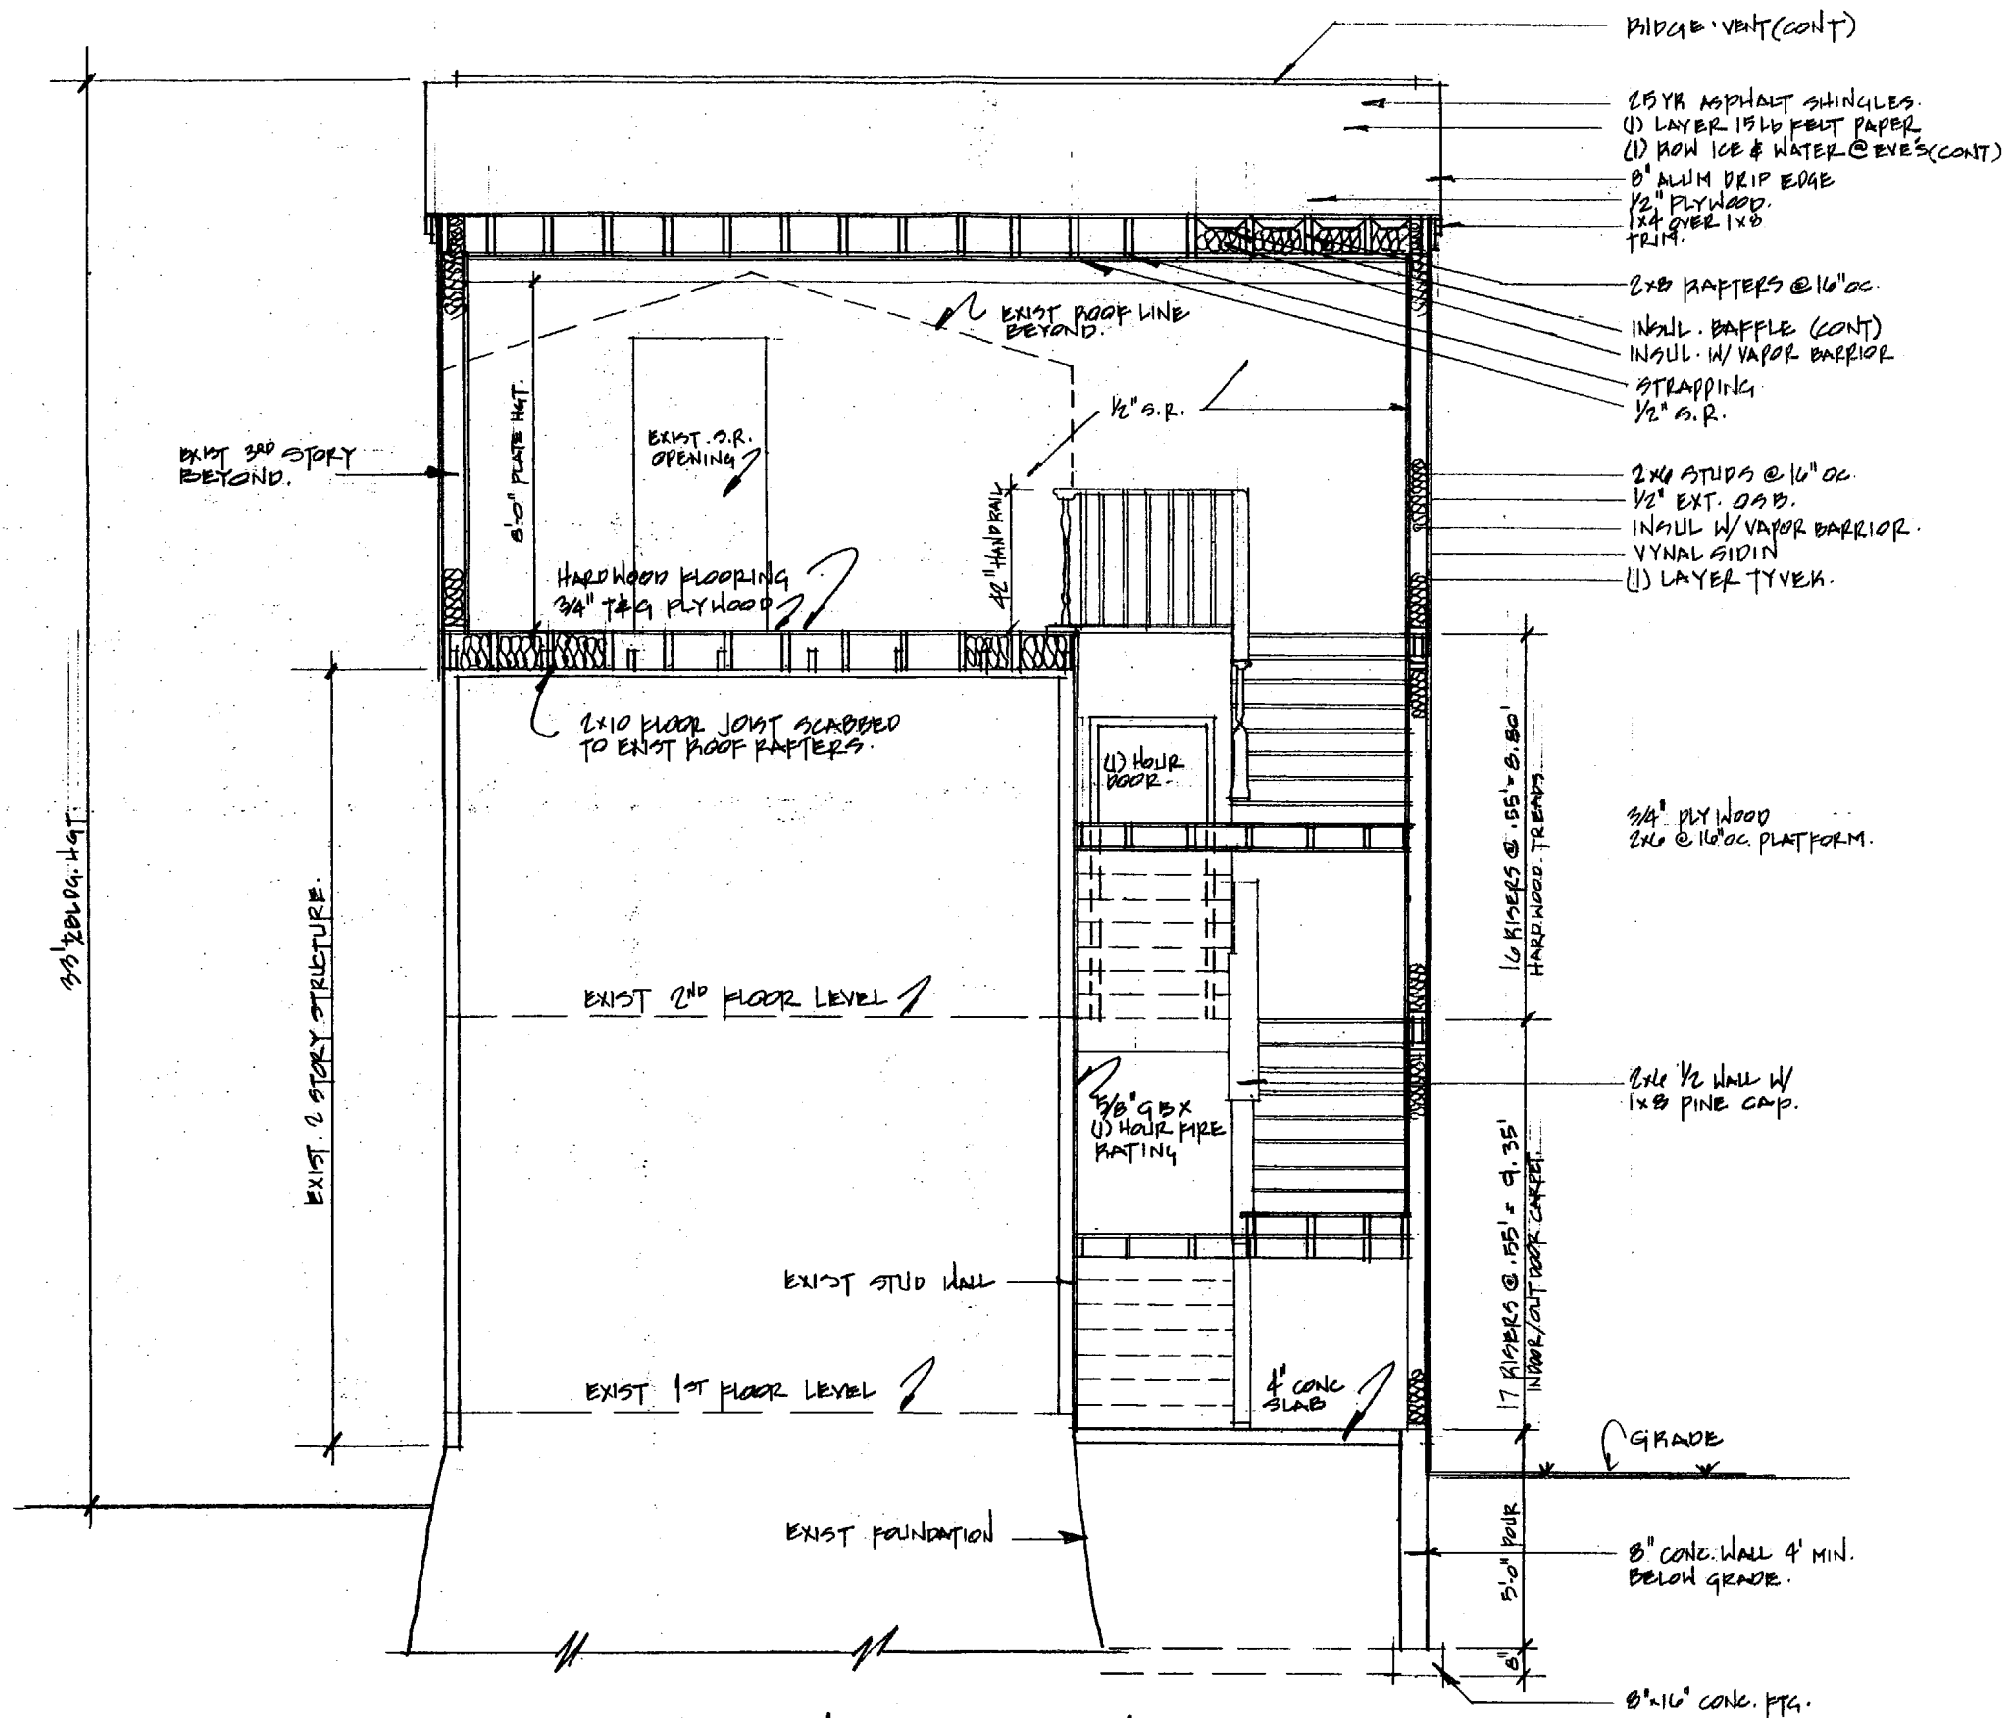 RIDGE VENT (CONT)
25 YR ASPHALT SHINGLES.
(1) LAYER 15 Lb FELT PAPER
(1) ROW ICE & WATER @ EVE'S (CONT)
8" ALUM DRIP EDGE
1/2" PLYWOOD.
1x4 OVER 1x8
TRIM.
2x8 RAFTERS @ 16" OC.
INSUL. BAFFLE (CONT)
INSUL. W/ VAPOR BARRIOR
STRAPPING
1/2" S.R.
EXIST ROOF LINE
BEYOND.
1/2" S.R.
EXIST. S.R.
OPENING
8'-0" PLATE HGT.
EXIST 3RD STORY
BEYOND.
42" HANDRAIL
2x6 STUDS @ 16" OC.
1/2" EXT. OSB.
INSUL W/ VAPOR BARRIOR.
VYNAL SIDIN
(1) LAYER TYVEK.
HARDWOOD FLOORING
3/4" T&G PLYWOOD
2x10 FLOOR JOIST SCABBED
TO EXIST ROOF RAFTERS.
(1) HOUR
DOOR
16 RISERS @ .55' = 8.80'
HARDWOOD TREADS
3/4" PLYWOOD
2x6 @ 16" OC. PLATFORM.
33' ± BLDG. HGT.
EXIST. 2 STORY STRUCTURE.
EXIST 2ND FLOOR LEVEL
5/8" GBX
(1) HOUR FIRE
RATING
2x6 1/2 WALL W/
1x8 PINE CAP.
17 RISERS @ .55' = 9.35'
INDOOR/OUTDOOR CARPET.
EXIST STUD WALL
EXIST 1ST FLOOR LEVEL
4" CONC
SLAB
GRADE
EXIST FOUNDATION
5'-0" POUR
8" CONC. WALL 4' MIN.
BELOW GRADE.
8"
8"x16" CONC. FTG.